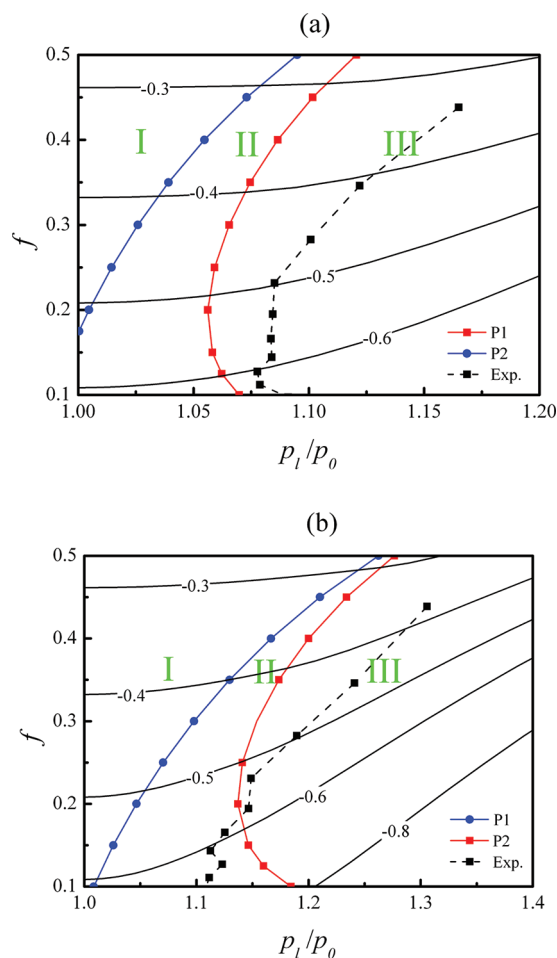 (a)
0.5
0.4
0.3
0.2
0.1
f
-0.3
-0.4
-0.5
-0.6
I
II
III
P1
P2
Exp.
1.00
1.05
1.10
1.15
1.20
p_l/p_0
(b)
0.5
0.4
0.3
0.2
0.1
f
-0.3
-0.4
-0.5
-0.6
-0.8
I
II
III
P1
P2
Exp.
1.0
1.1
1.2
1.3
1.4
p_l/p_0